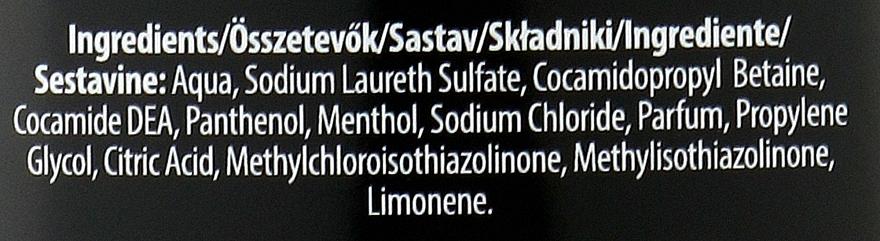 Ingredients/Összetevők/Sastav/Składniki/Ingrediente/
Sestavine: Aqua, Sodium Laureth Sulfate, Cocamidopropyl Betaine,
Cocamide DEA, Panthenol, Menthol, Sodium Chloride, Parfum, Propylene
Glycol, Citric Acid, Methylchloroisothiazolinone, Methylisothiazolinone,
Limonene.